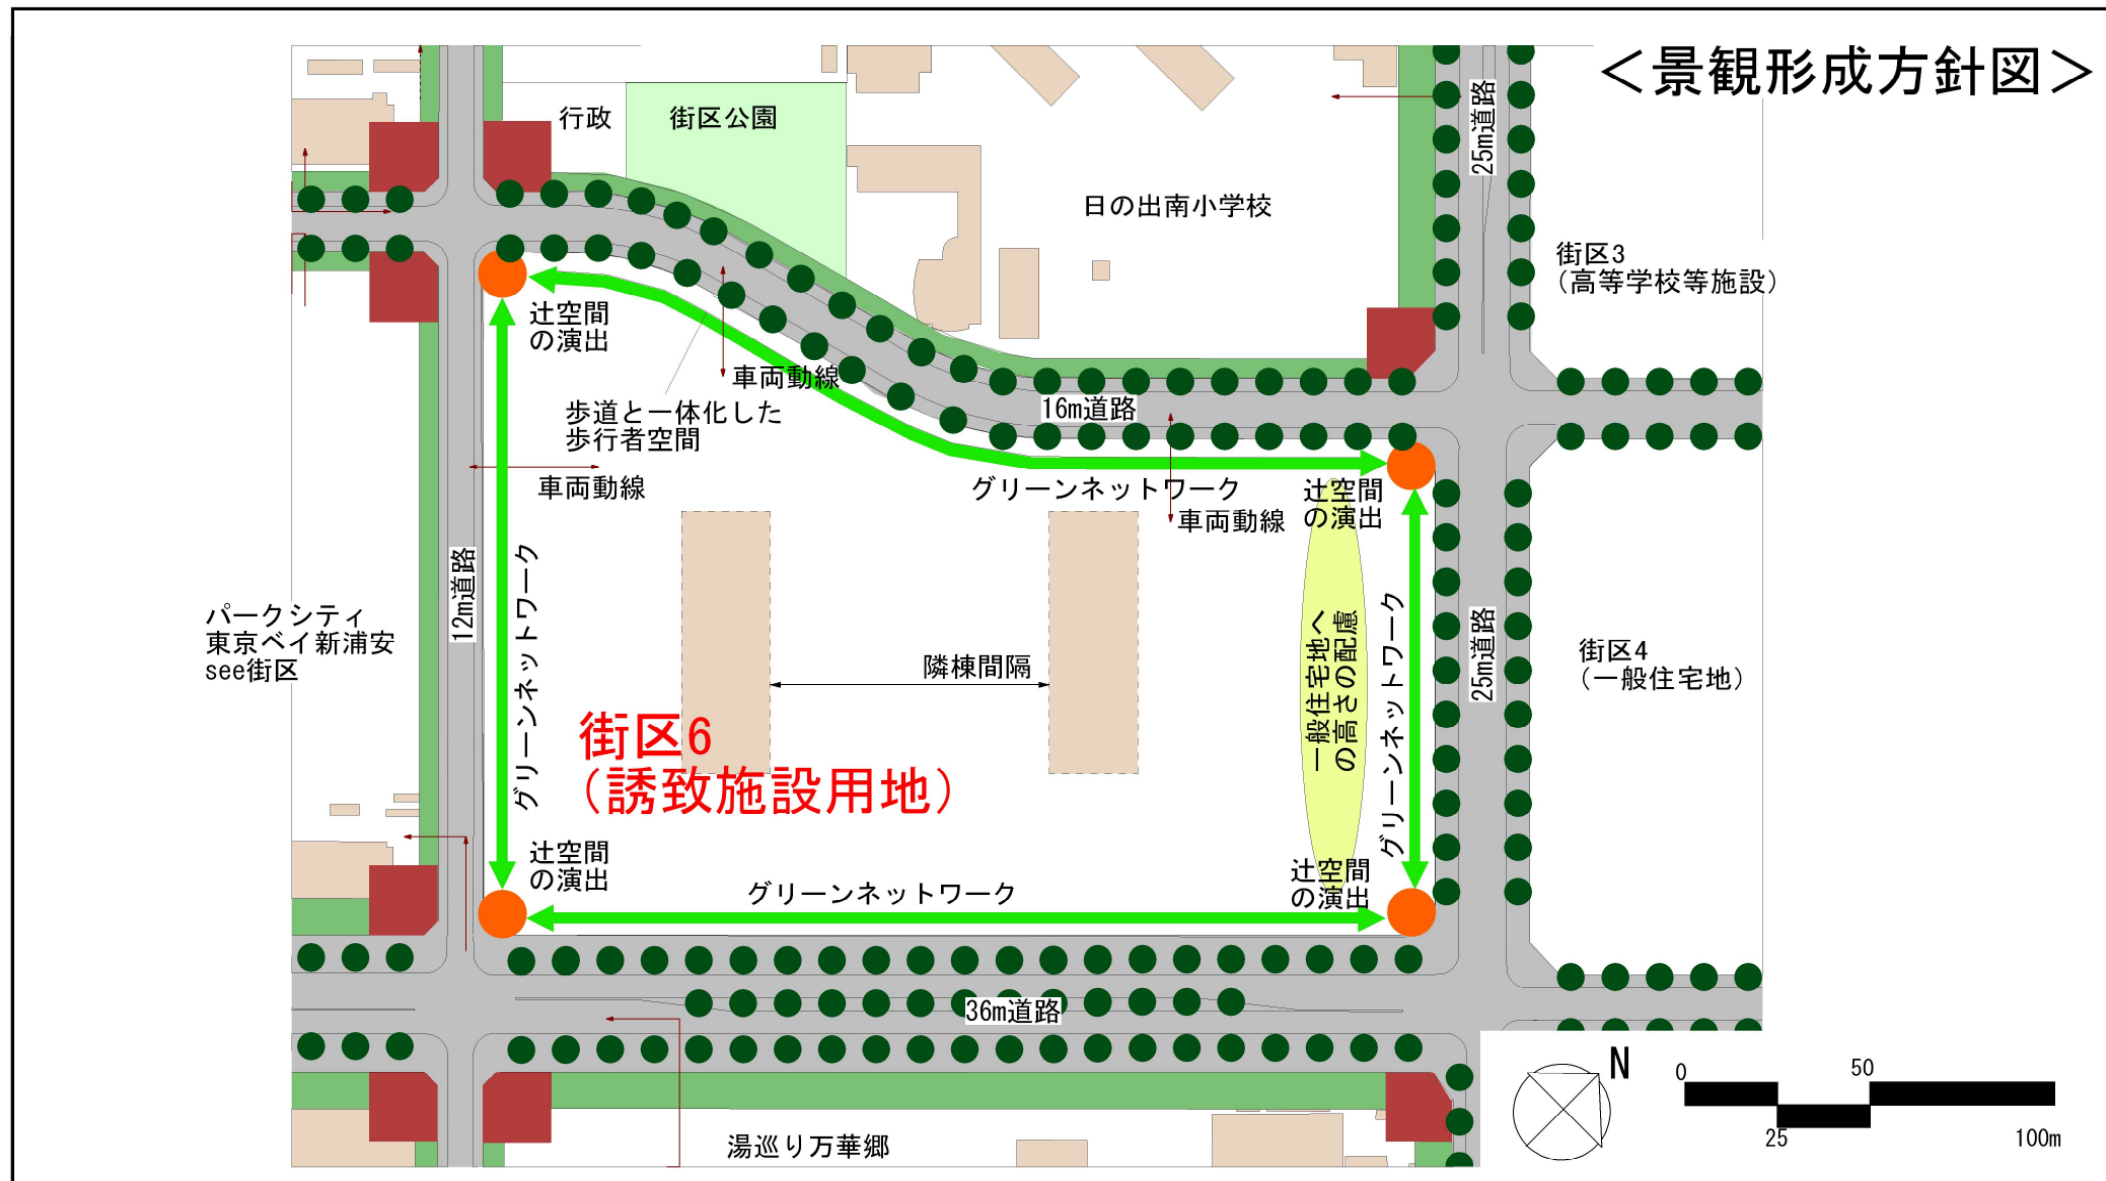 ＜景観形成方針図＞
行政
街区公園
25m道路
日の出南小学校
街区3
（高等学校等施設）
辻空間
の演出
車両動線
歩道と一体化した
歩行者空間
16m道路
車両動線
グリーンネットワーク
辻空間
の演出
車両動線
12m道路
グリーンネットワーク
パークシティ
東京ベイ新浦安
see街区
隣棟間隔
一般住宅地へ
の高さの配慮
グリーンネットワーク
25m道路
街区4
（一般住宅地）
街区6
（誘致施設用地）
辻空間
の演出
グリーンネットワーク
辻空間
の演出
36m道路
湯巡り万華郷
N
0
50
25
100m